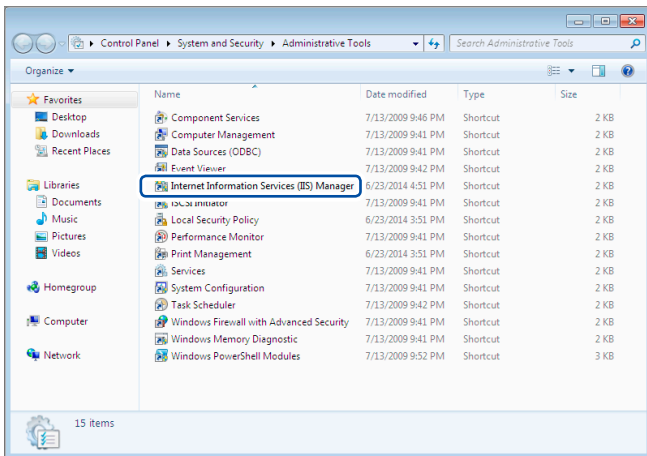 Control Panel System and Security Administrative Tools Search Administrative Tools
Organize
Name Date modified Type Size
Favorites
Desktop
Downloads
Recent Places
Libraries
Documents
Music
Pictures
Videos
Homegroup
Computer
Network
Component Services 7/13/2009 9:46 PM Shortcut 2 KB
Computer Management 7/13/2009 9:41 PM Shortcut 2 KB
Data Sources (ODBC) 7/13/2009 9:41 PM Shortcut 2 KB
Event Viewer 7/13/2009 9:42 PM Shortcut 2 KB
Internet Information Services (IIS) Manager 6/23/2014 4:51 PM Shortcut 2 KB
iSCSI Initiator 7/13/2009 9:41 PM Shortcut 2 KB
Local Security Policy 6/23/2014 3:51 PM Shortcut 2 KB
Performance Monitor 7/13/2009 9:41 PM Shortcut 2 KB
Print Management 6/23/2014 3:51 PM Shortcut 2 KB
Services 7/13/2009 9:41 PM Shortcut 2 KB
System Configuration 7/13/2009 9:41 PM Shortcut 2 KB
Task Scheduler 7/13/2009 9:42 PM Shortcut 2 KB
Windows Firewall with Advanced Security 7/13/2009 9:41 PM Shortcut 2 KB
Windows Memory Diagnostic 7/13/2009 9:41 PM Shortcut 2 KB
Windows PowerShell Modules 7/13/2009 9:52 PM Shortcut 3 KB
15 items